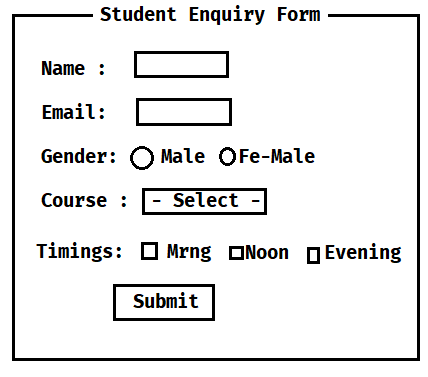 Student Enquiry Form
Name :
Email:
Gender: Male Fe-Male
Course : - Select -
Timings: Mrng Noon Evening
Submit